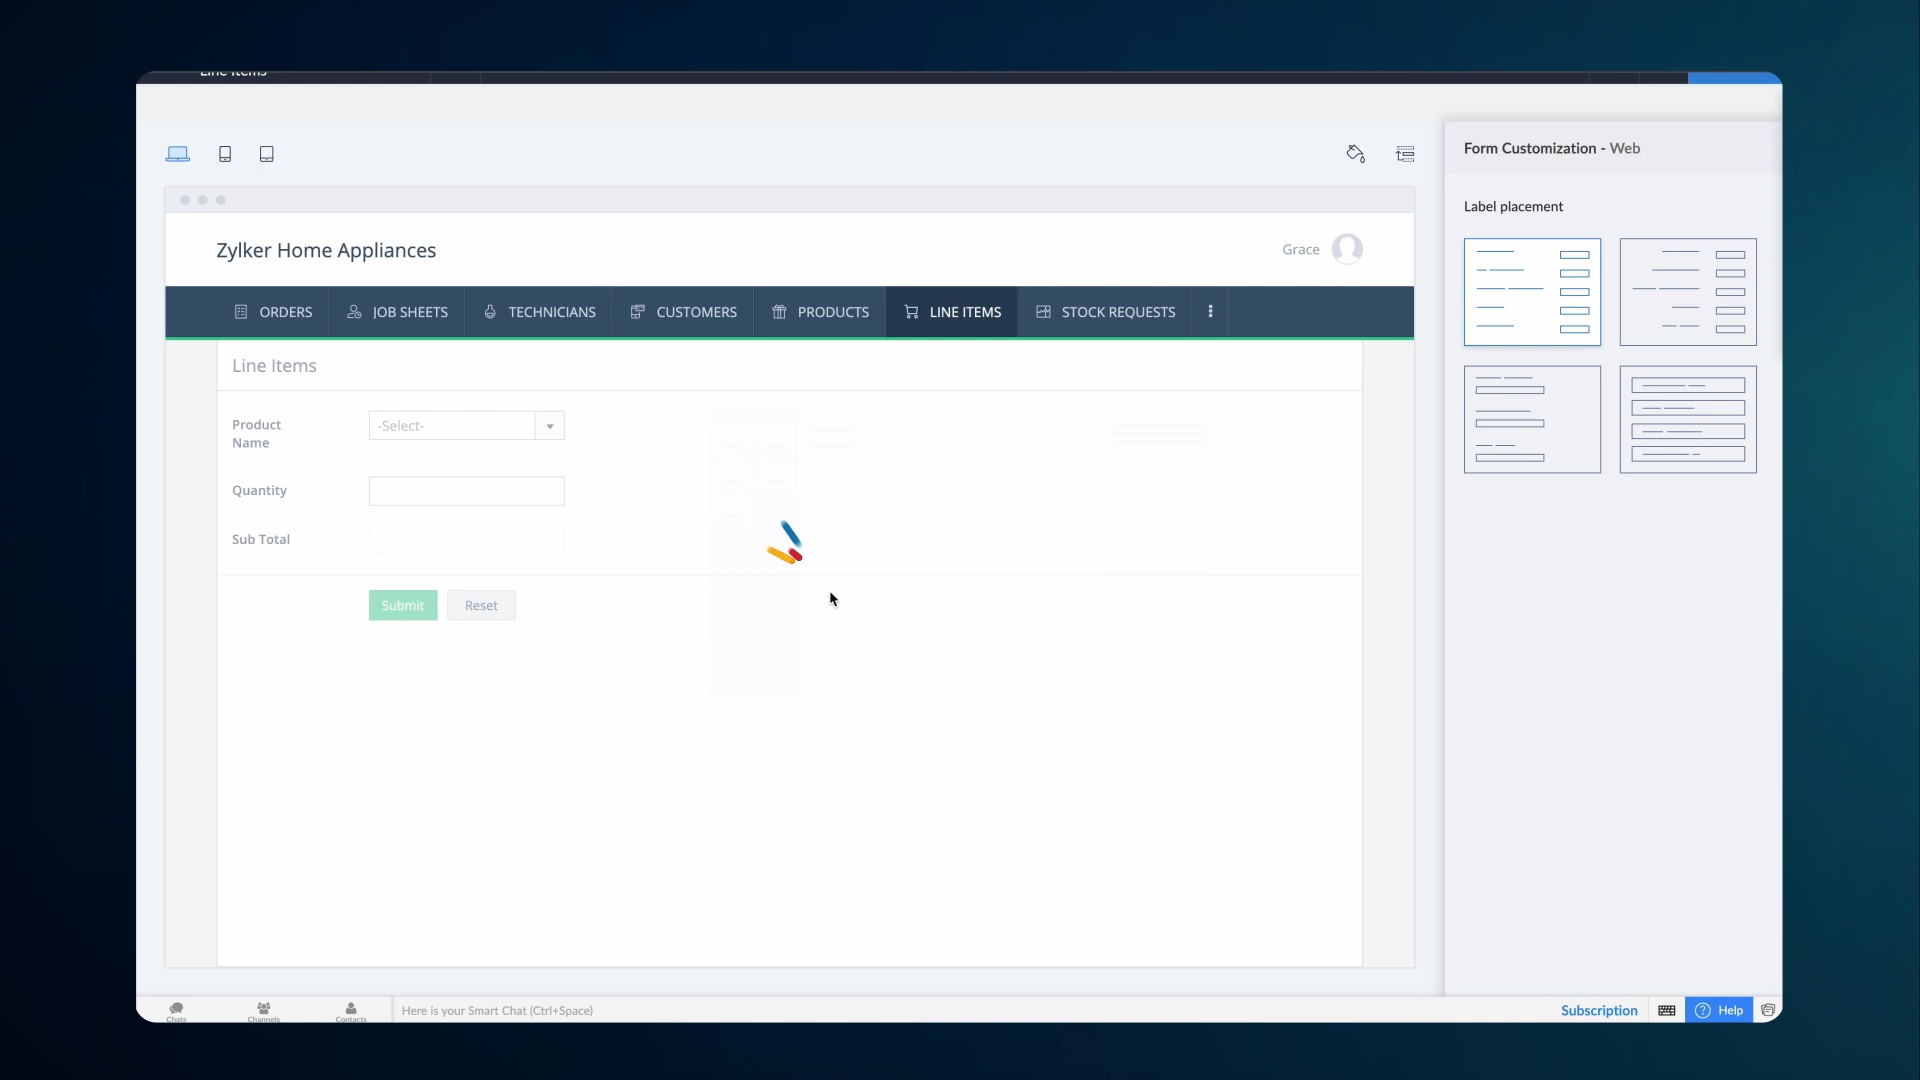 Line Items
Form Customization - Web
Label placement
Zylker Home Appliances
Grace
ORDERS
JOB SHEETS
TECHNICIANS
CUSTOMERS
PRODUCTS
LINE ITEMS
STOCK REQUESTS
Line Items
Product
Name
-Select-
Quantity
Sub Total
Submit
Reset
Chats
Channels
Contacts
Here is your Smart Chat (Ctrl+Space)
Subscription
? Help